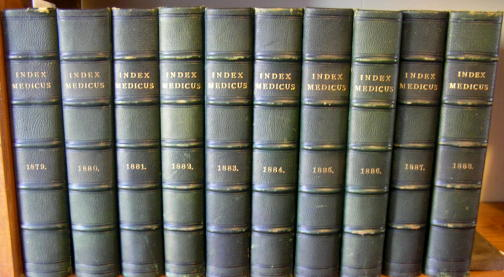 INDEX
MEDICUS
1879.
INDEX
MEDICUS
1880.
INDEX
MEDICUS
1881.
INDEX
MEDICUS
1882.
INDEX
MEDICUS
1883.
INDEX
MEDICUS
1884.
INDEX
MEDICUS
1885.
INDEX
MEDICUS
1886.
INDEX
MEDICUS
1887.
INDEX
MEDICUS
1888.